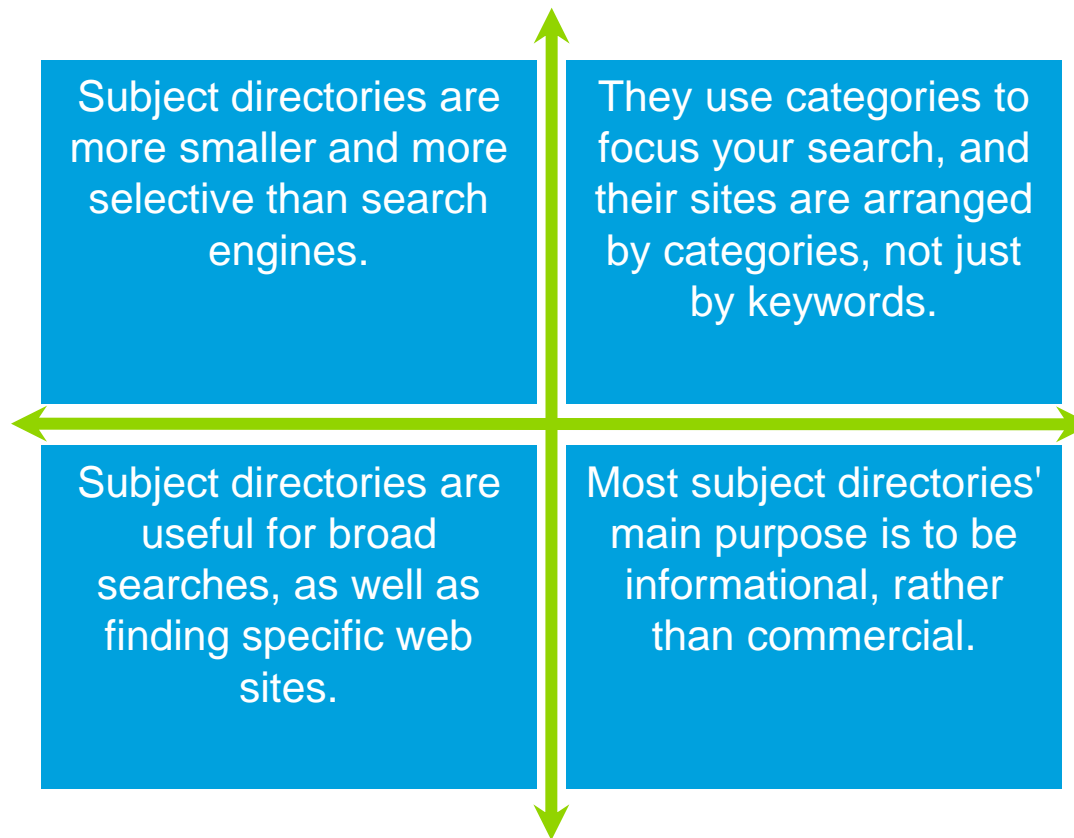 Subject directories are
more smaller and more
selective than search
engines.
They use categories to
focus your search, and
their sites are arranged
by categories, not just
by keywords.
Subject directories are
useful for broad
searches, as well as
finding specific web
sites.
Most subject directories'
main purpose is to be
informational, rather
than commercial.